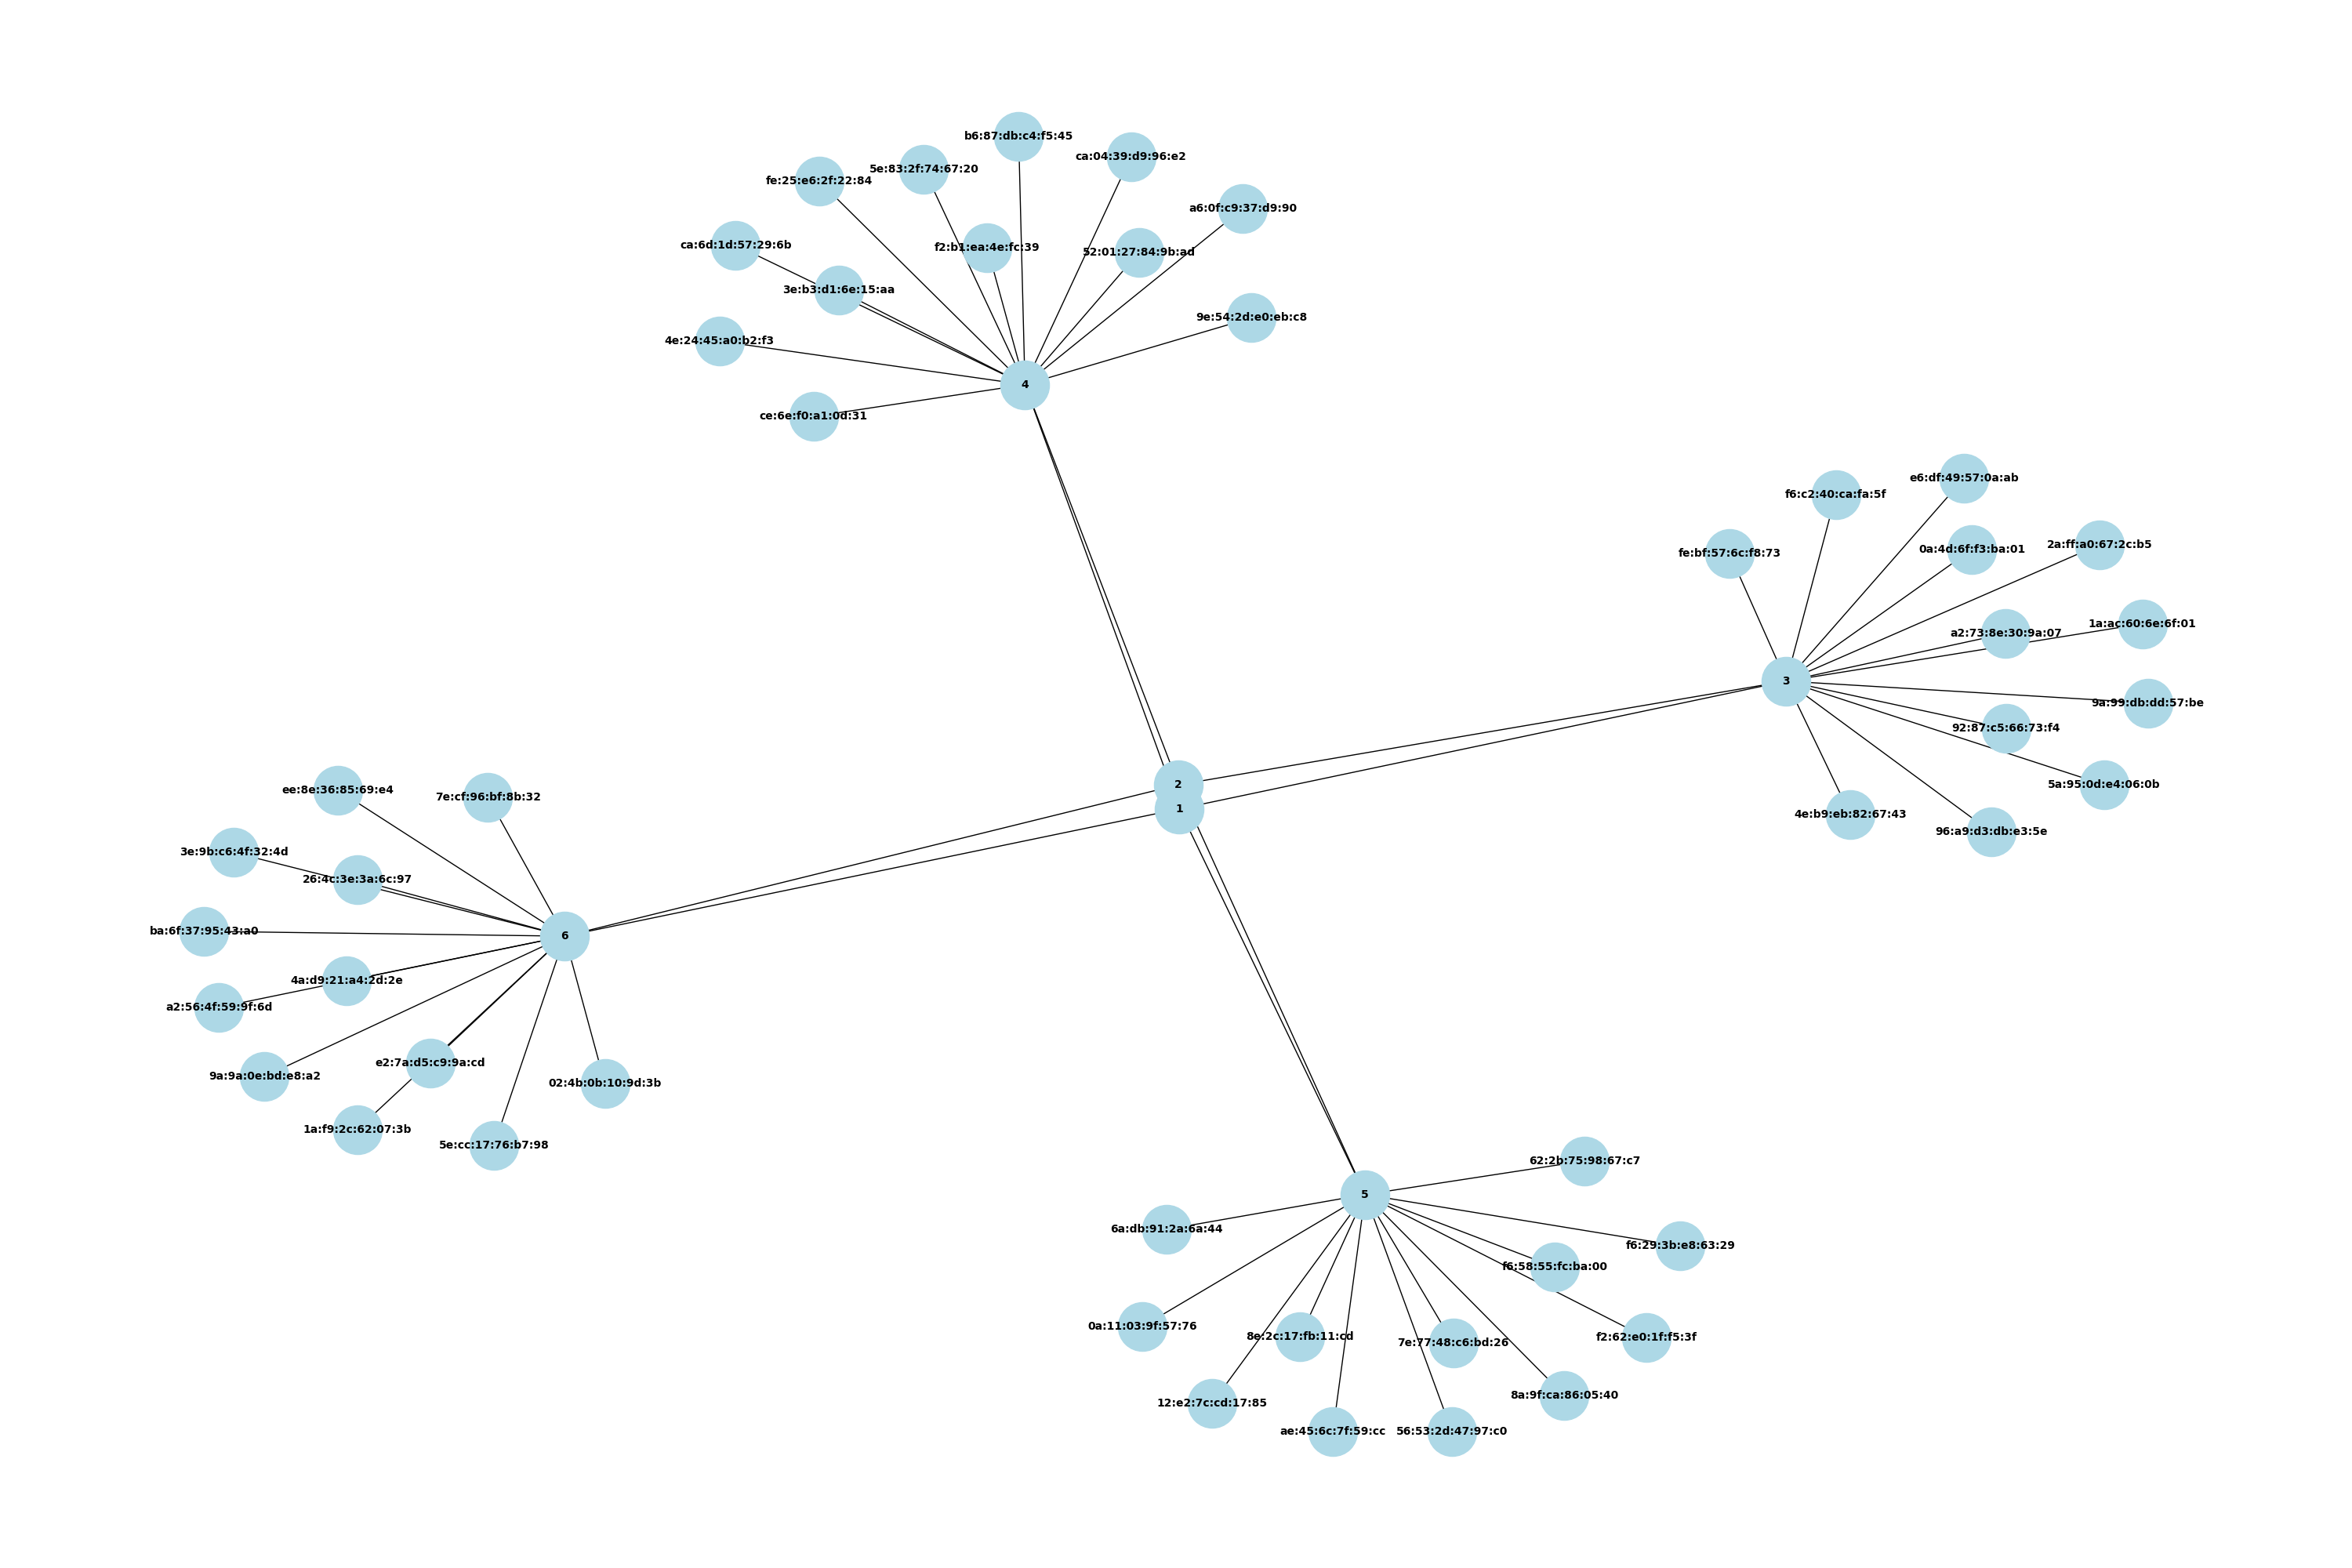 b6:87:db:c4:f5:45
ca:04:39:d9:96:e2
5e:83:2f:74:67:20
fe:25:e6:2f:22:84
a6:0f:c9:37:d9:90
ca:6d:1d:57:29:6b
f2:b1:ea:4e:fc:39
52:01:27:84:9b:ad
3e:b3:d1:6e:15:aa
9e:54:2d:e0:eb:c8
4e:24:45:a0:b2:f3
4
ce:6e:f0:a1:0d:31
e6:df:49:57:0a:ab
f6:c2:40:ca:fa:5f
fe:bf:57:6c:f8:73
0a:4d:6f:f3:ba:01
2a:ff:a0:67:2c:b5
1a:ac:60:6e:6f:01
a2:73:8e:30:9a:07
3
9a:99:db:dd:57:be
92:87:c5:66:73:f4
5a:95:0d:e4:06:0b
4e:b9:eb:82:67:43
96:a9:d3:db:e3:5e
2
1
ee:8e:36:85:69:e4
7e:cf:96:bf:8b:32
3e:9b:c6:4f:32:4d
26:4c:3e:3a:6c:97
ba:6f:37:95:43:a0
6
4a:d9:21:a4:2d:2e
a2:56:4f:59:9f:6d
e2:7a:d5:c9:9a:cd
9a:9a:0e:bd:e8:a2
02:4b:0b:10:9d:3b
1a:f9:2c:62:07:3b
5e:cc:17:76:b7:98
62:2b:75:98:67:c7
5
6a:db:91:2a:6a:44
f6:29:3b:e8:63:29
f6:58:55:fc:ba:00
0a:11:03:9f:57:76
8e:2c:17:fb:11:cd
7e:77:48:c6:bd:26
f2:62:e0:1f:f5:3f
12:e2:7c:cd:17:85
8a:9f:ca:86:05:40
ae:45:6c:7f:59:cc
56:53:2d:47:97:c0